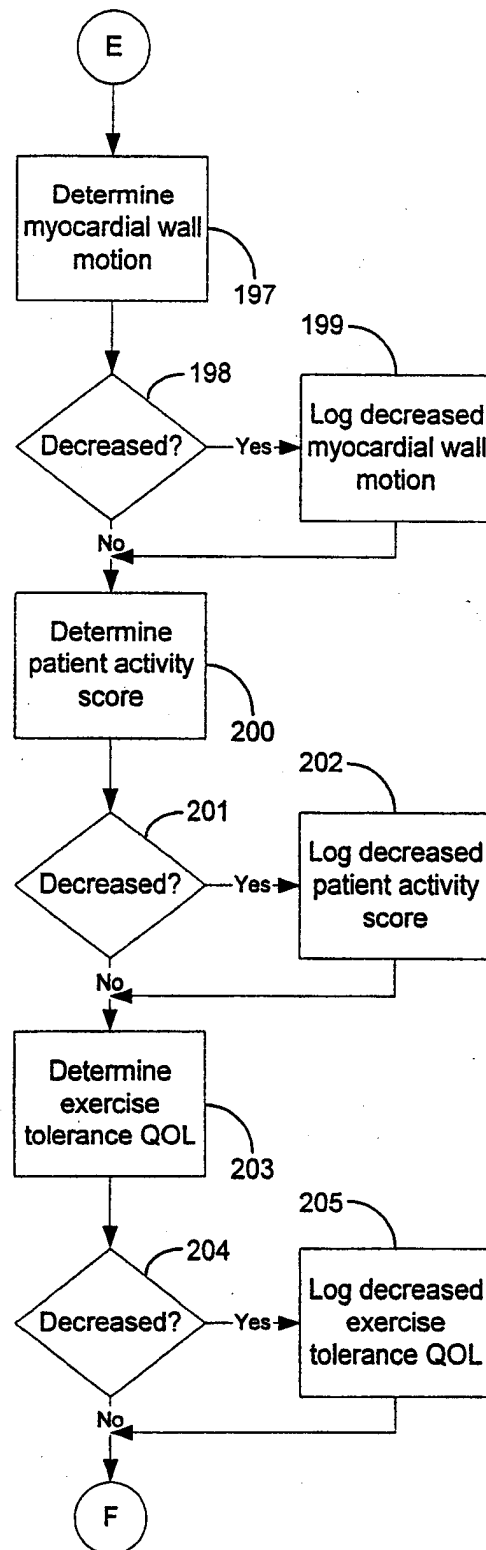 E
Determine
myocardial wall
motion
197
198
Decreased?
Yes
199
Log decreased
myocardial wall
motion
No
Determine
patient activity
score
200
201
Decreased?
Yes
202
Log decreased
patient activity
score
No
Determine
exercise
tolerance QOL
203
204
Decreased?
Yes
205
Log decreased
exercise
tolerance QOL
No
F